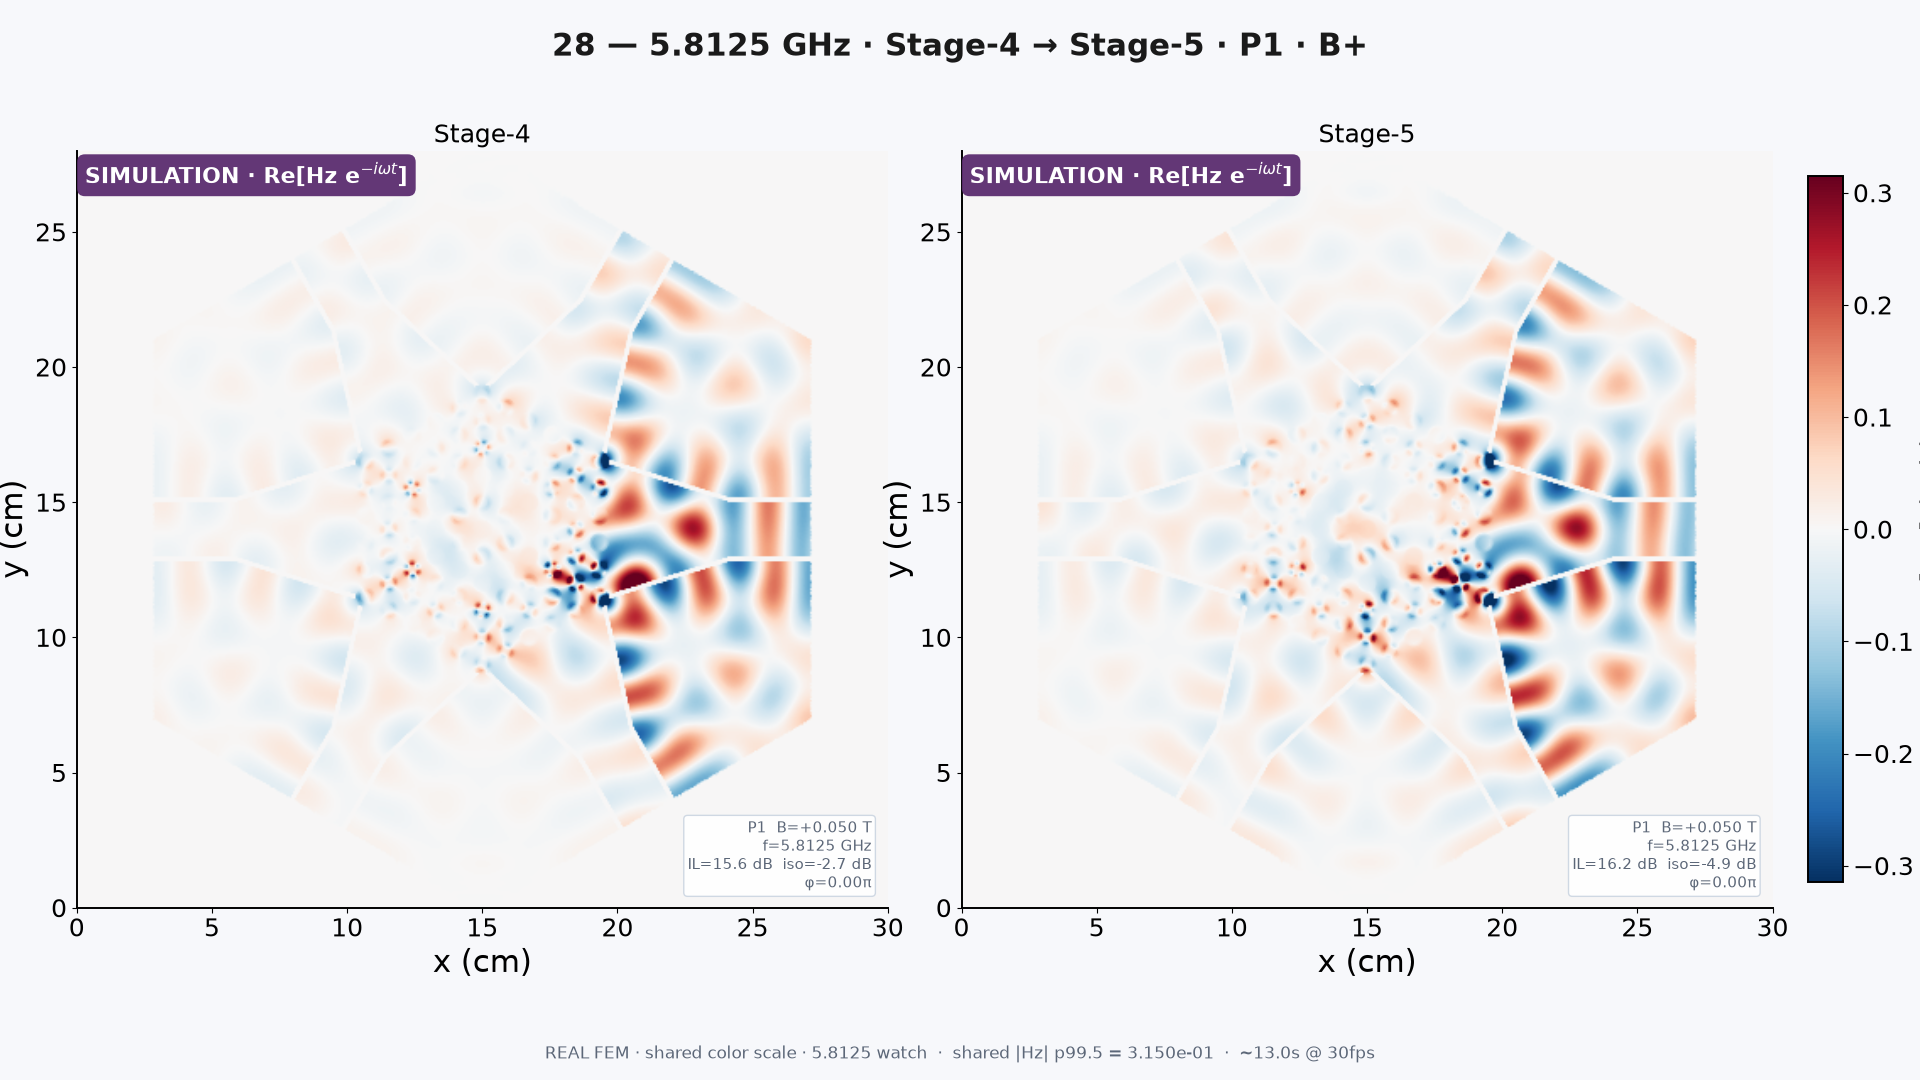 28 — 5.8125 GHz · Stage-4 → Stage-5 · P1 · B+
Stage-4
SIMULATION · Re[Hz e^{-iωt}]
25
20
15
10
5
0
y (cm)
0 5 10 15 20 25 30
x (cm)
P1 B=+0.050 T
f=5.8125 GHz
IL=15.6 dB iso=-2.7 dB
φ=0.00π
Stage-5
SIMULATION · Re[Hz e^{-iωt}]
25
20
15
10
5
0
y (cm)
0 5 10 15 20 25 30
x (cm)
P1 B=+0.050 T
f=5.8125 GHz
IL=16.2 dB iso=-4.9 dB
φ=0.00π
0.3
0.2
0.1
0.0
−0.1
−0.2
−0.3
REAL FEM · shared color scale · 5.8125 watch · shared |Hz| p99.5 = 3.150e-01 · ~13.0s @ 30fps